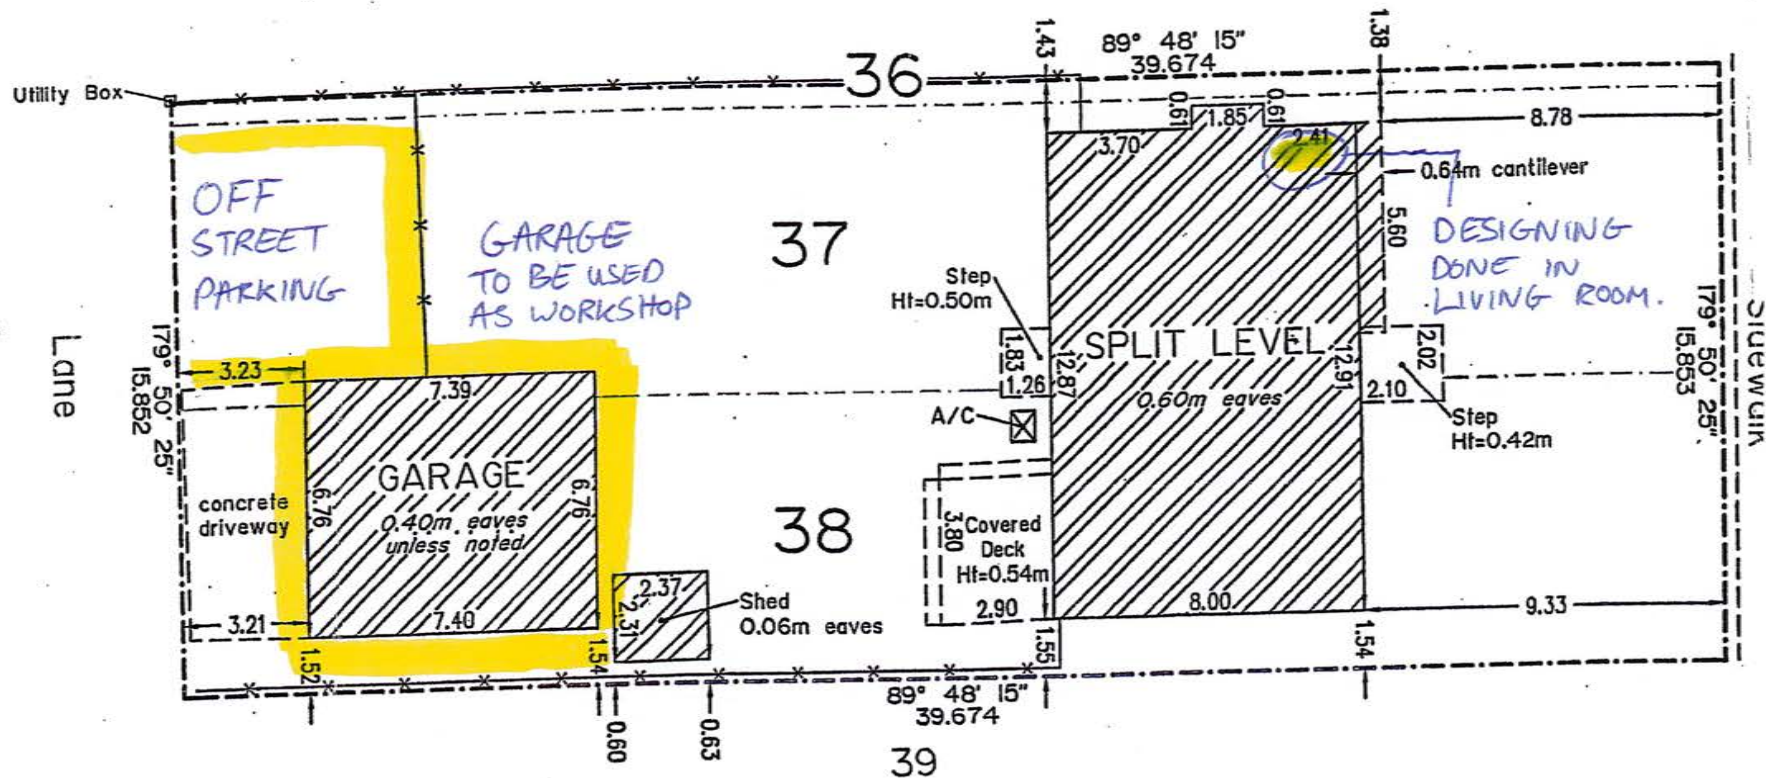 36
1.43
89° 48' 15"
39.674
1.38
Utility Box
0.61
1.85
0.61
8.78
3.70
2.41
0.64m cantilever
OFF
STREET
PARKING
GARAGE
TO BE USED
AS WORKSHOP
37
5.60
DESIGNING
DONE IN
LIVING ROOM.
Step
Ht=0.50m
Lane
179° 50' 25"
15.852
3.23
7.39
1.83
1.26
12.87
SPLIT LEVEL
0.60m eaves
12.91
2.02
2.10
Step
Ht=0.42m
179° 50' 25"
15.853
Sidewalk
A/C
GARAGE
0.40m eaves
unless noted
6.76
6.76
concrete
driveway
38
3.80
Covered
Deck
Ht=0.54m
2.90
8.00
9.33
2.37
2.31
Shed
0.06m eaves
3.21
7.40
1.52
1.54
1.55
1.54
89° 48' 15"
39.674
0.60
0.63
39